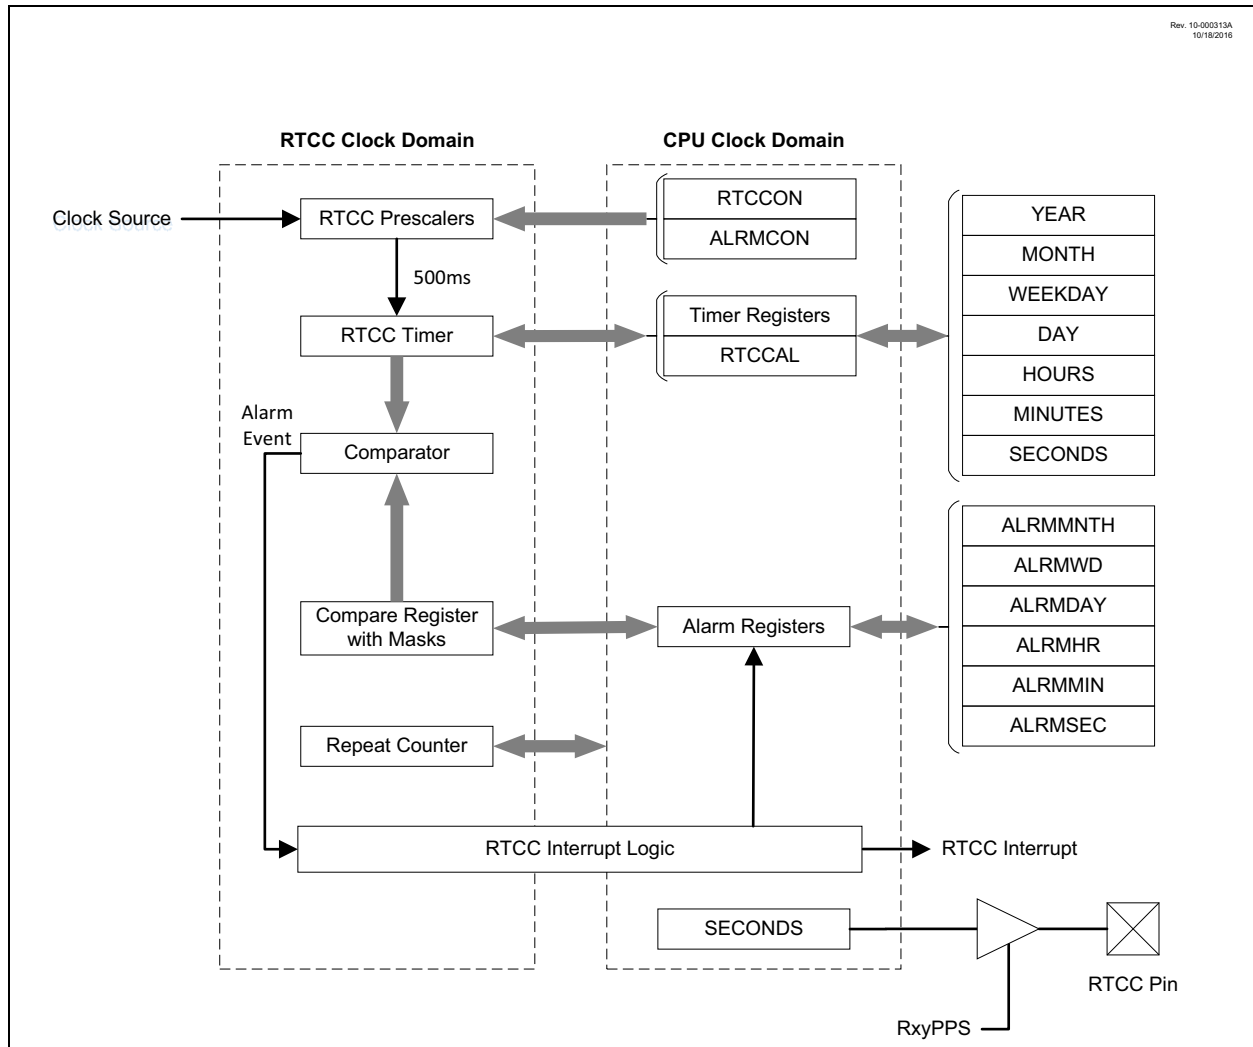 Rev. 10-000313A
10/18/2016
RTCC Clock Domain
CPU Clock Domain
Clock Source
RTCC Prescalers
RTCCON
ALRMCON
YEAR
MONTH
WEEKDAY
DAY
HOURS
MINUTES
SECONDS
500ms
RTCC Timer
Timer Registers
RTCCAL
Alarm
Event
Comparator
ALRMMNTH
ALRMWD
ALRMDAY
ALRMHR
ALRMMIN
ALRMSEC
Compare Register
with Masks
Alarm Registers
Repeat Counter
RTCC Interrupt Logic
RTCC Interrupt
SECONDS
RTCC Pin
RxyPPS